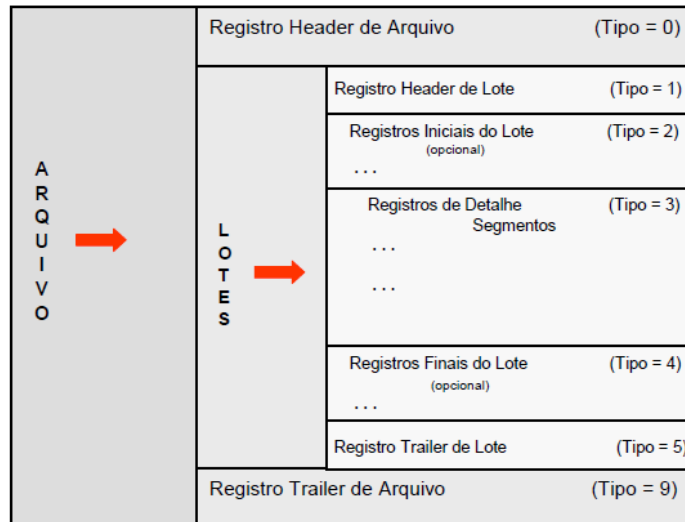 Registro Header de Arquivo (Tipo = 0)
ARQUIVO
LOTES
Registro Header de Lote (Tipo = 1)
Registros Iniciais do Lote (Tipo = 2)
(opcional)
...
Registros de Detalhe (Tipo = 3)
Segmentos
...
...
Registros Finais do Lote (Tipo = 4)
(opcional)
...
Registro Trailer de Lote (Tipo = 5)
Registro Trailer de Arquivo (Tipo = 9)